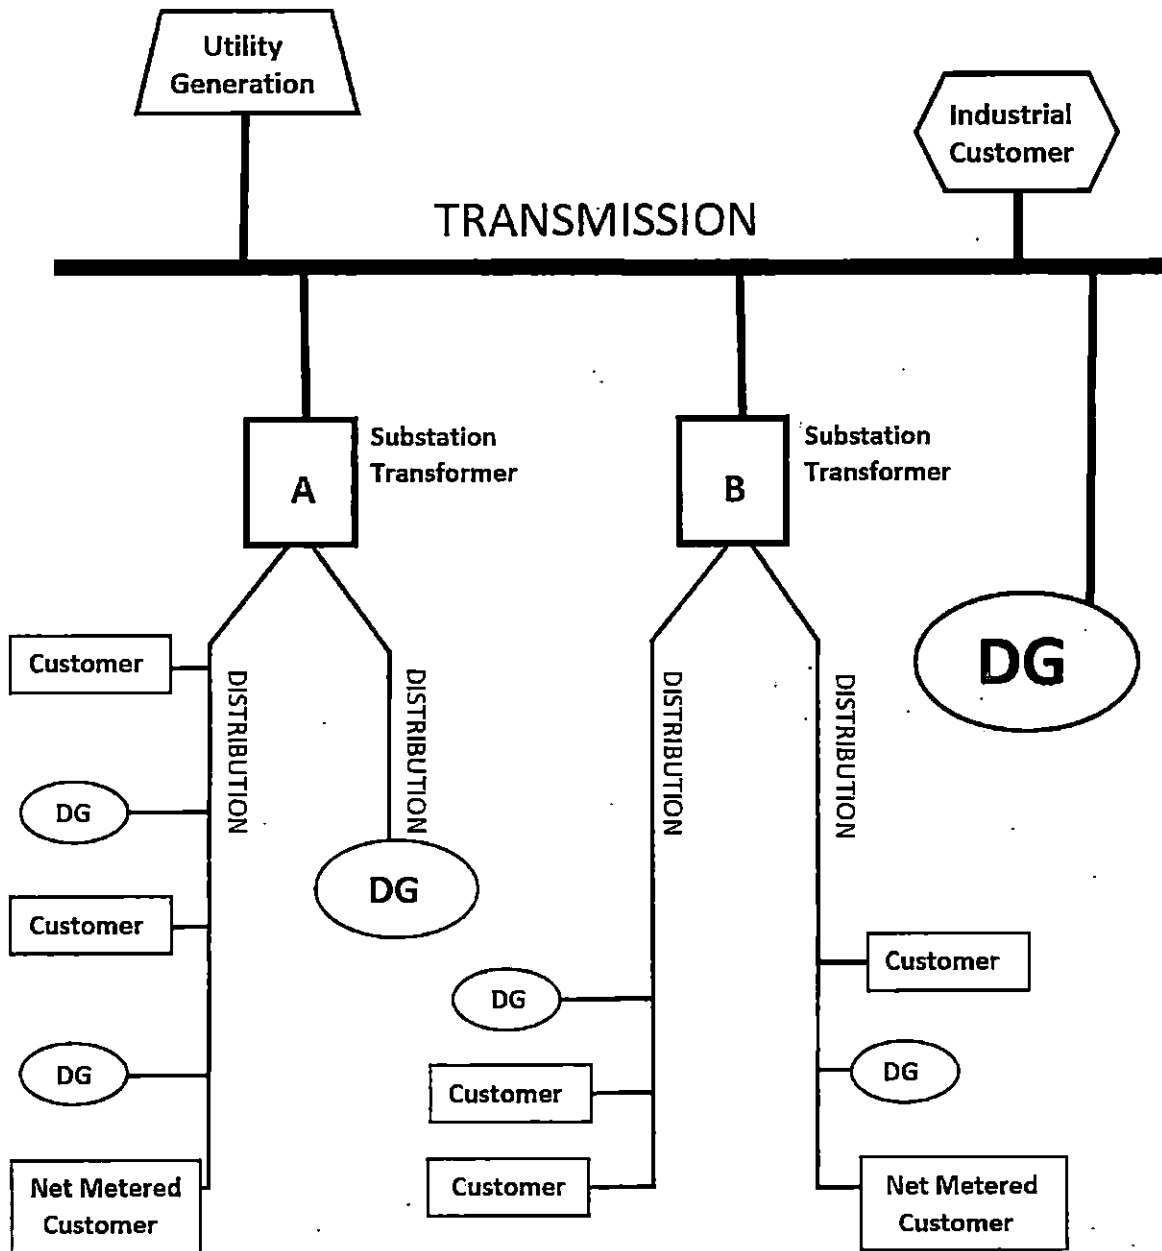 Utility
Generation
Industrial
Customer
TRANSMISSION
A
Substation
Transformer
B
Substation
Transformer
Customer
DISTRIBUTION
DISTRIBUTION
DISTRIBUTION
DISTRIBUTION
DG
DG
Customer
DG
DG
Customer
DG
Customer
DG
Customer
DG
Net Metered
Customer
Customer
Net Metered
Customer